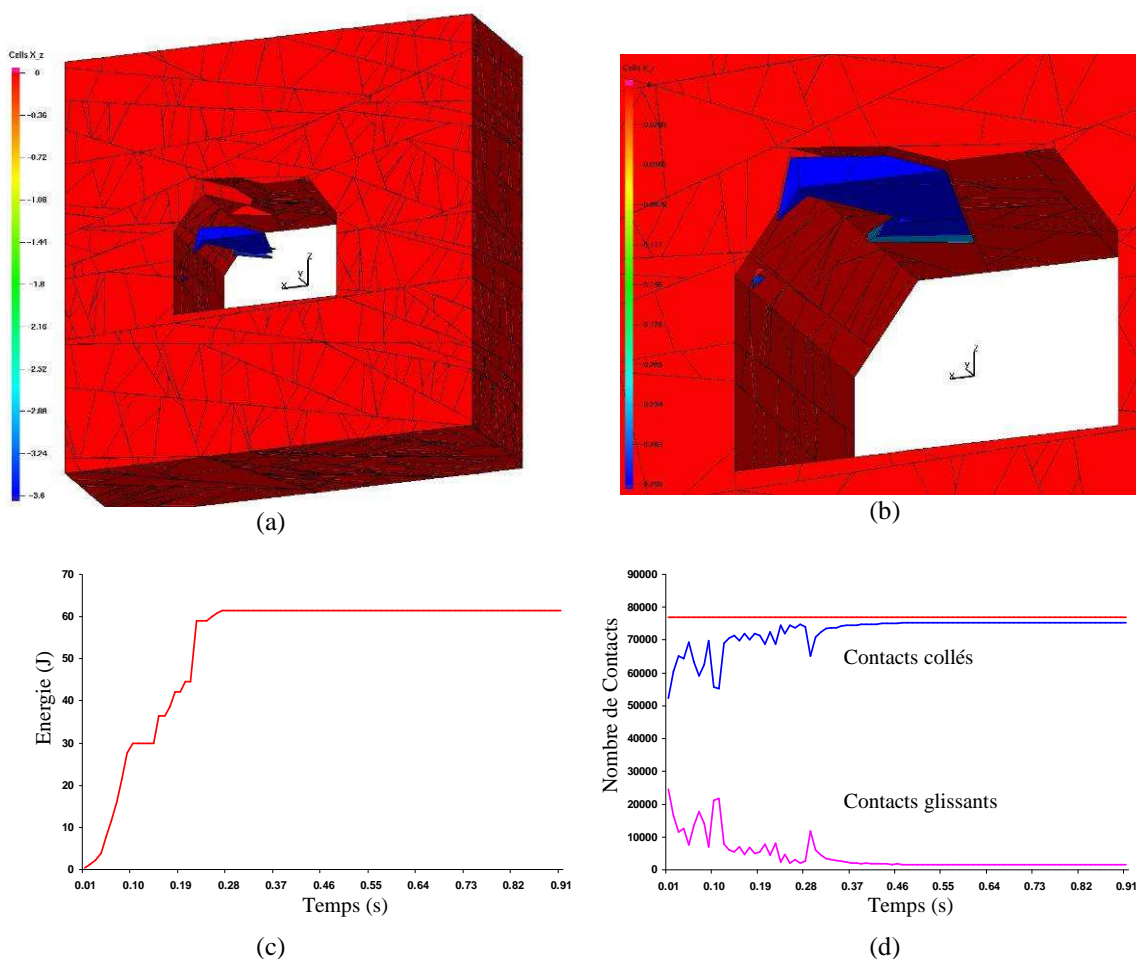 Cells X_z
0
-0.36
-0.72
-1.08
-1.44
-1.8
-2.16
-2.52
-2.88
-3.24
-3.6
X
Y
Z
(a)
Cells X_z
X
Y
Z
(b)
70
60
50
40
30
20
10
0
Energie (J)
0.01 0.10 0.19 0.28 0.37 0.46 0.55 0.64 0.73 0.82 0.91
Temps (s)
(c)
90000
80000
70000
60000
50000
40000
30000
20000
10000
0
Nombre de Contacts
Contacts collés
Contacts glissants
0.01 0.10 0.19 0.28 0.37 0.46 0.55 0.64 0.73 0.82 0.91
Temps (s)
(d)